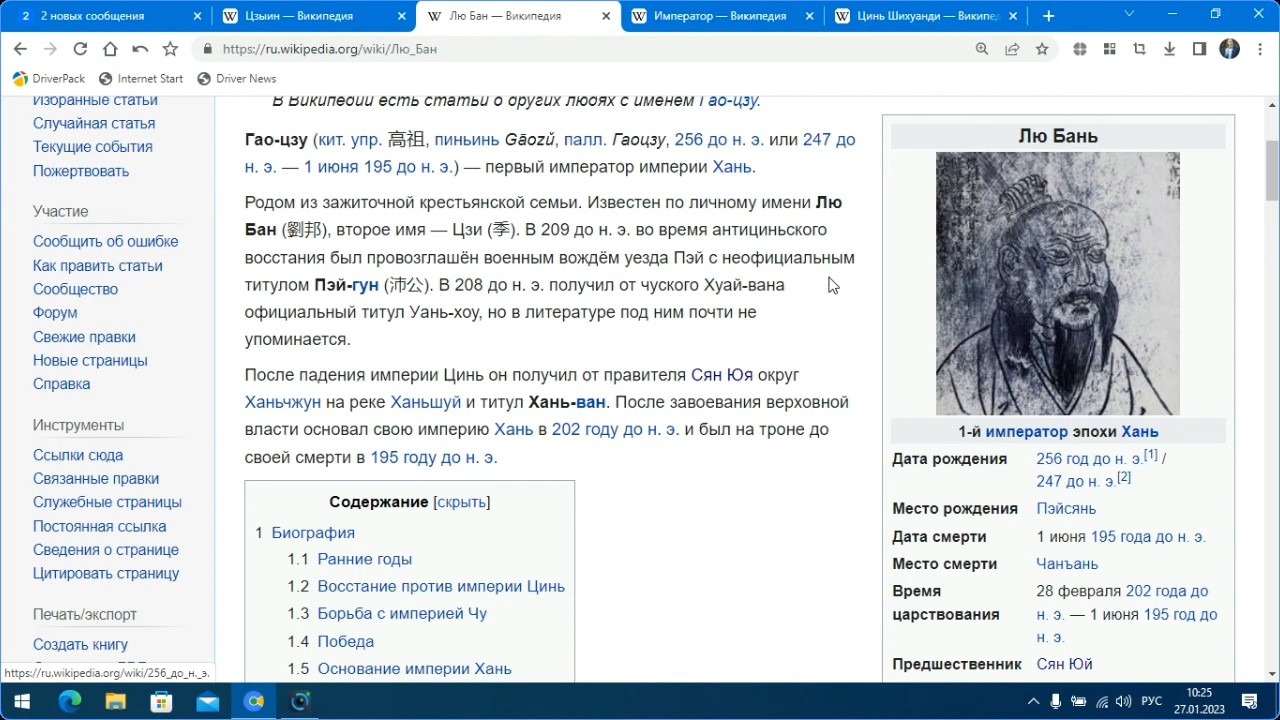 2 2 новых сообщения
Цзыин — Википедия
Лю Бан — Википедия
Император — Википедия
Цинь Шихуанди — Википед
https://ru.wikipedia.org/wiki/Лю_Бан
DriverPack
Internet Start
Driver News
Избранные статьи
Случайная статья
Текущие события
Пожертвовать
Участие
Сообщить об ошибке
Как править статьи
Сообщество
Форум
Свежие правки
Новые страницы
Справка
Инструменты
Ссылки сюда
Связанные правки
Служебные страницы
Постоянная ссылка
Сведения о странице
Цитировать страницу
Печать/экспорт
Создать книгу
https://ru.wikipedia.org/wiki/256_до_н._э.
В Википедии есть статьи о других людях с именем Гао-цзу.
Гао-цзу (кит. упр. 高祖, пиньинь Gāozǔ, палл. Гаоцзу, 256 до н. э. или 247 до
н. э. — 1 июня 195 до н. э.) — первый император империи Хань.
Родом из зажиточной крестьянской семьи. Известен по личному имени Лю
Бан (劉邦), второе имя — Цзи (季). В 209 до н. э. во время антициньского
восстания был провозглашён военным вождём уезда Пэй с неофициальным
титулом Пэй-гун (沛公). В 208 до н. э. получил от чуского Хуай-вана
официальный титул Уань-хоу, но в литературе под ним почти не
упоминается.
После падения империи Цинь он получил от правителя Сян Юя округ
Ханьчжун на реке Ханьшуй и титул Хань-ван. После завоевания верховной
власти основал свою империю Хань в 202 году до н. э. и был на троне до
своей смерти в 195 году до н. э.
Содержание [скрыть]
1 Биография
1.1 Ранние годы
1.2 Восстание против империи Цинь
1.3 Борьба с империей Чу
1.4 Победа
1.5 Основание империи Хань
Лю Бань
1-й император эпохи Хань
Дата рождения 256 год до н. э.[1] /
247 до н. э.[2]
Место рождения Пэйсянь
Дата смерти 1 июня 195 года до н. э.
Место смерти Чанъань
Время царствования 28 февраля 202 года до
н. э. — 1 июня 195 год до
н. э.
Предшественник Сян Юй
РУС
10:25
27.01.2023